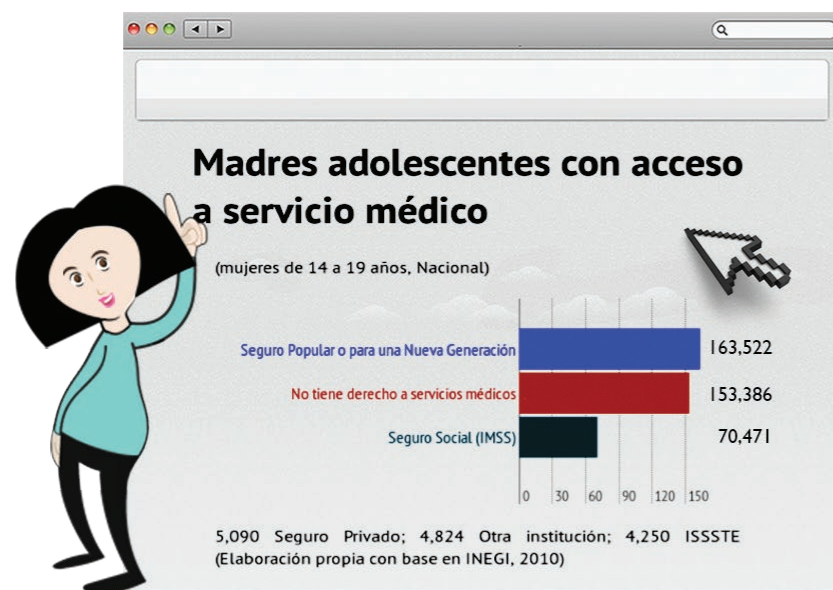 Madres adolescentes con acceso
a servicio médico
(mujeres de 14 a 19 años, Nacional)
Seguro Popular o para una Nueva Generación 163,522
No tiene derecho a servicios médicos 153,386
Seguro Social (IMSS) 70,471
0 30 60 90 120 150
5,090 Seguro Privado; 4,824 Otra institución; 4,250 ISSSTE
(Elaboración propia con base en INEGI, 2010)